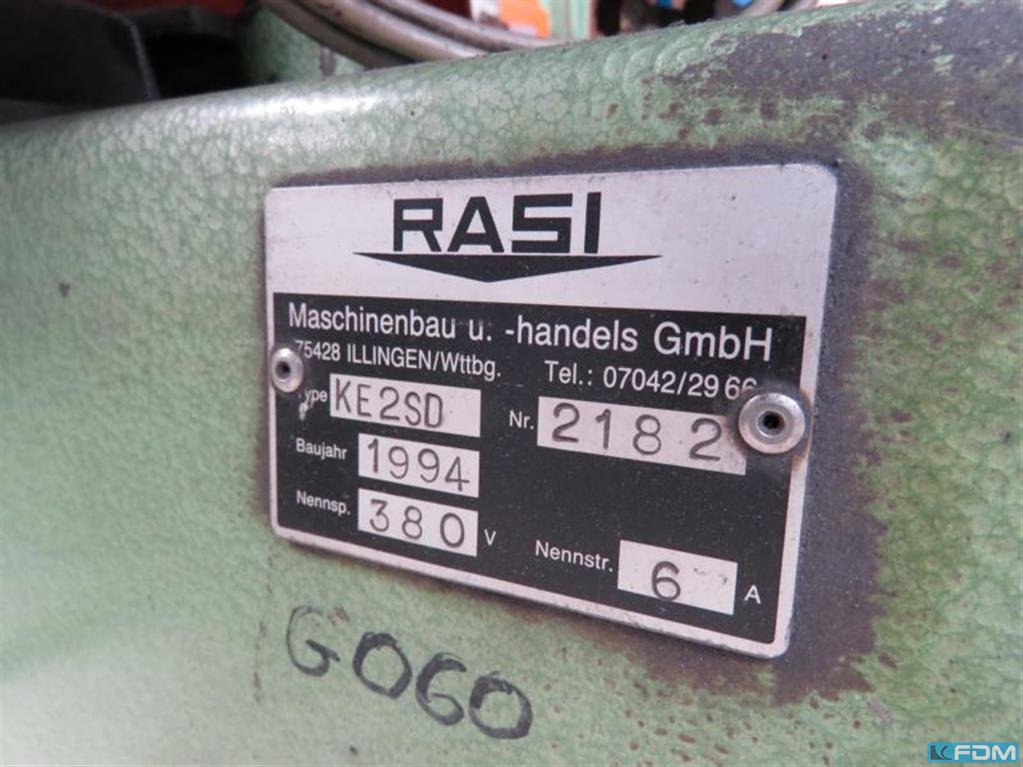 RASI
Maschinenbau u. -handels GmbH
75428 ILLINGEN/Wttbg. Tel.: 07042/29 66
Type KE2SD Nr. 2182
Baujahr 1994
Nennsp. 380 V Nennstr. 6 A
G060
FDM